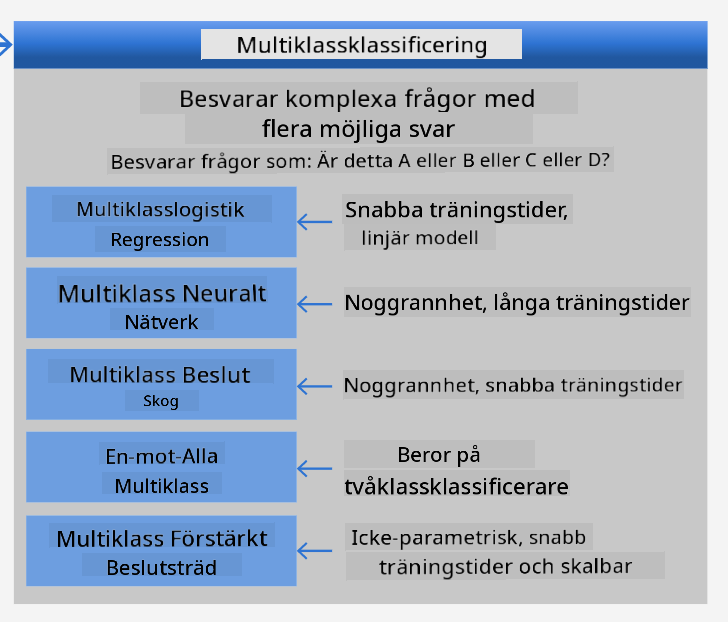 Multiklassklassificering
Besvarar komplexa frågor med
flera möjliga svar
Besvarar frågor som: Är detta A eller B eller C eller D?
Multiklasslogistik
Regression
Snabba träningstider,
linjär modell
Multiklass Neuralt
Nätverk
Noggrannhet, långa träningstider
Multiklass Beslut
Skog
Noggrannhet, snabba träningstider
En-mot-Alla
Multiklass
Beror på
tvåklassklassificerare
Multiklass Förstärkt
Beslutsträd
Icke-parametrisk, snabb
träningstider och skalbar